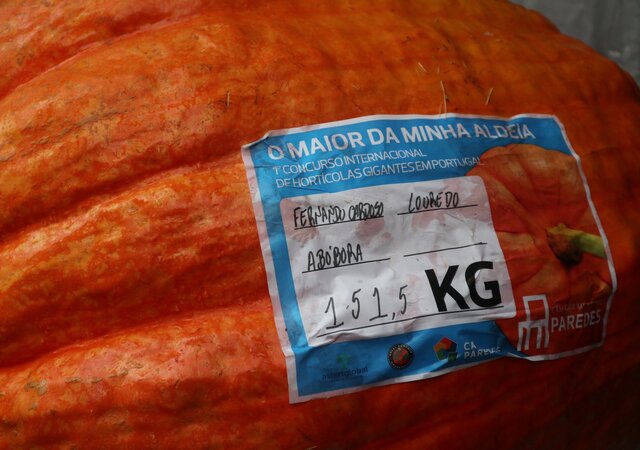 O MAIOR DA MINHA ALDEIA
1º CONCURSO INTERNACIONAL
DE HORTÍCOLAS GIGANTES EM PORTUGAL
FERNANDO CARDOSO LOUREDO
ABÓBORA
151,5 KG
PAREDES